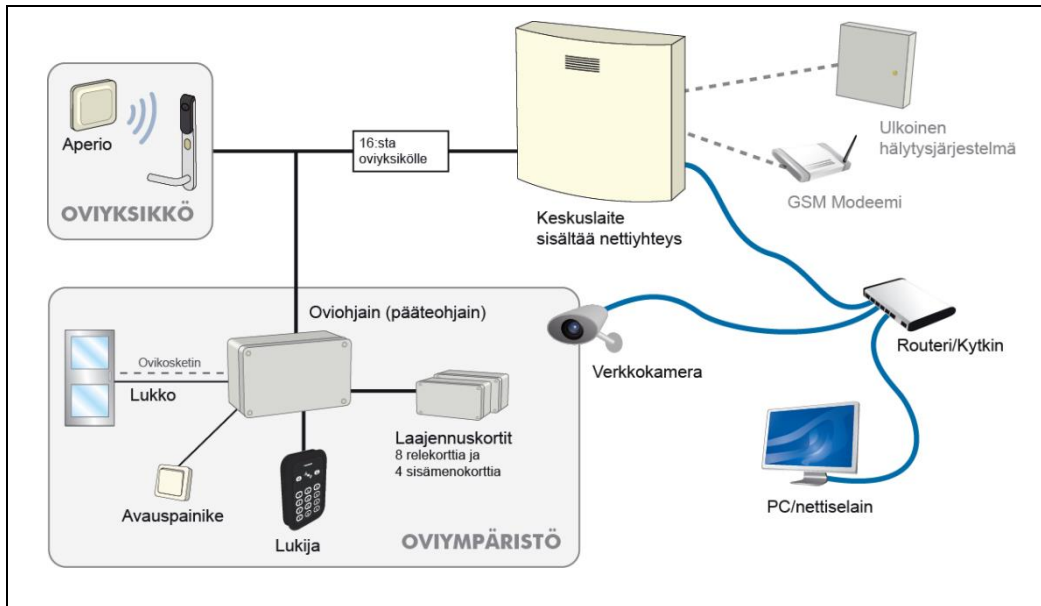 Aperio
OVIYKSIKKÖ
16:sta
oviyksikölle
Keskuslaite
sisältää nettiyhteys
Ulkoinen
hälytysjärjestelmä
GSM Modeemi
Oviohjain (pääteohjain)
Ovikosketin
Lukko
Avauspainike
Lukija
Laajennuskortit
8 relekorttia ja
4 sisämenokorttia
OVIYMPÄRISTÖ
Verkkokamera
Routeri/Kytkin
PC/nettiselain